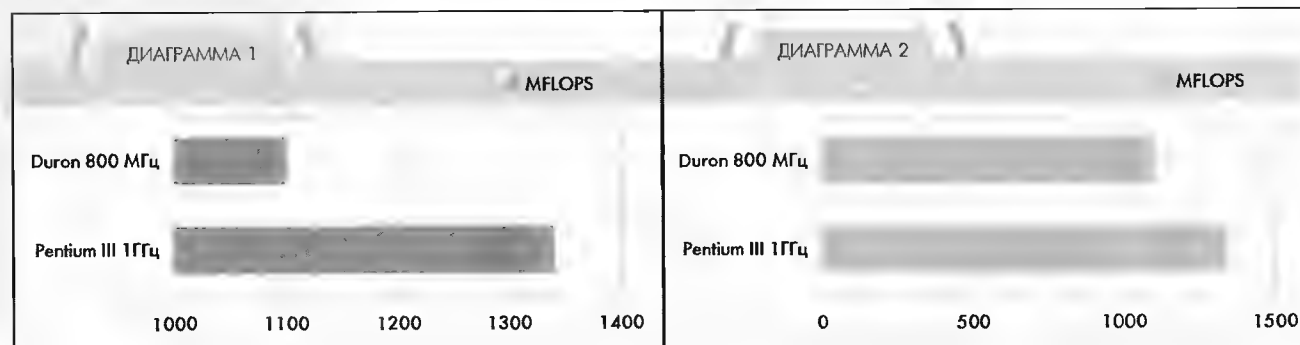 ДИАГРАММА 1
MFLOPS
Duron 800 МГц
Pentium III 1ГГц
1000 1100 1200 1300 1400
ДИАГРАММА 2
MFLOPS
Duron 800 МГц
Pentium III 1ГГц
0 500 1000 1500